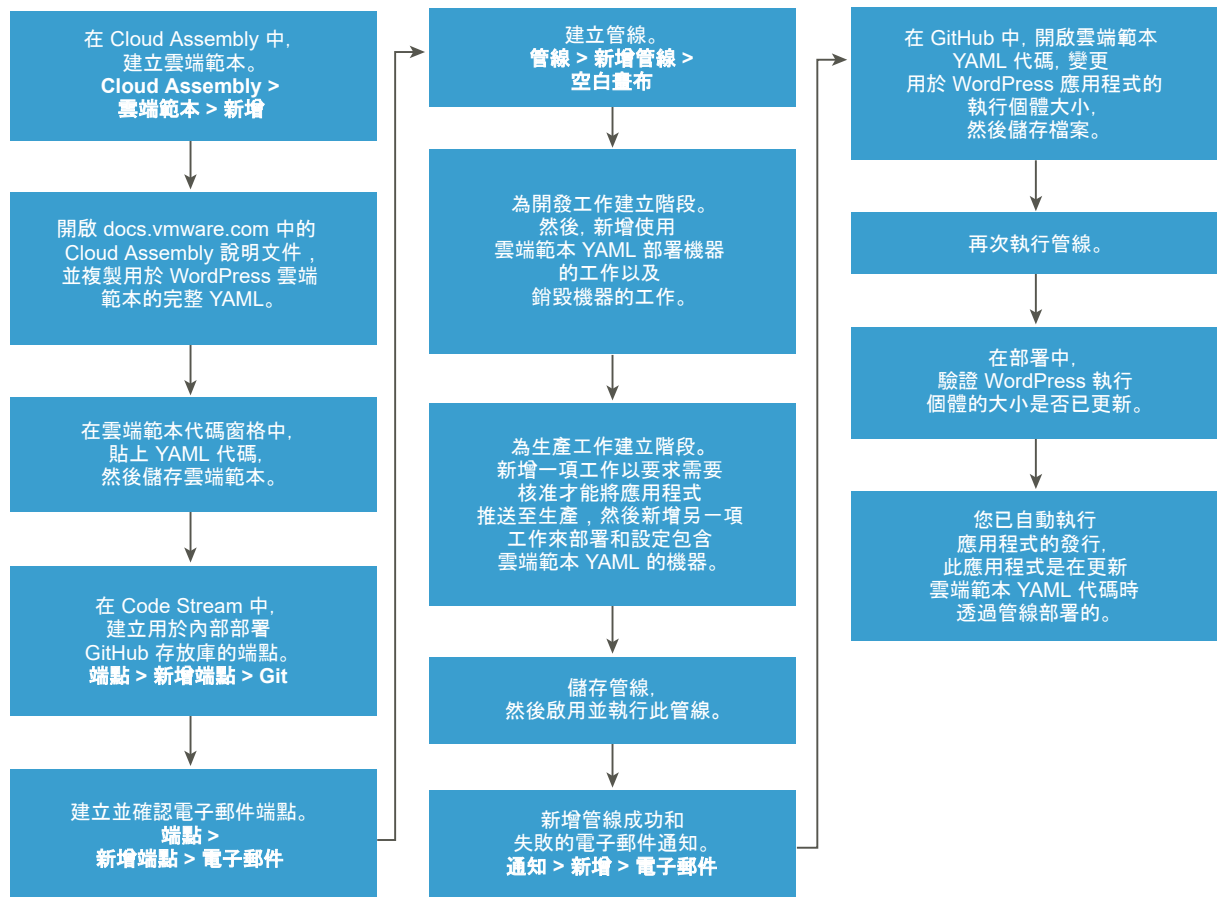 在 Cloud Assembly 中,
建立雲端範本。
Cloud Assembly >
雲端範本 > 新增
開啟 docs.vmware.com 中的
Cloud Assembly 說明文件，
並複製用於 WordPress 雲端
範本的完整 YAML。
在雲端範本代碼窗格中,
貼上 YAML 代碼,
然後儲存雲端範本。
在 Code Stream 中,
建立用於內部部署
GitHub 存放庫的端點。
端點 > 新增端點 > Git
建立並確認電子郵件端點。
端點 >
新增端點 > 電子郵件
建立管線。
管線 > 新增管線 >
空白畫布
為開發工作建立階段。
然後, 新增使用
雲端範本 YAML 部署機器
的工作以及
銷毀機器的工作。
為生產工作建立階段。
新增一項工作以要求需要
核准才能將應用程式
推送至生產，然後新增另一項
工作來部署和設定包含
雲端範本 YAML 的機器。
儲存管線,
然後啟用並執行此管線。
新增管線成功和
失敗的電子郵件通知。
通知 > 新增 > 電子郵件
在 GitHub 中, 開啟雲端範本
YAML 代碼, 變更
用於 WordPress 應用程式的
執行個體大小,
然後儲存檔案。
再次執行管線。
在部署中,
驗證 WordPress 執行
個體的大小是否已更新。
您已自動執行
應用程式的發行,
此應用程式是在更新
雲端範本 YAML 代碼時
透過管線部署的。